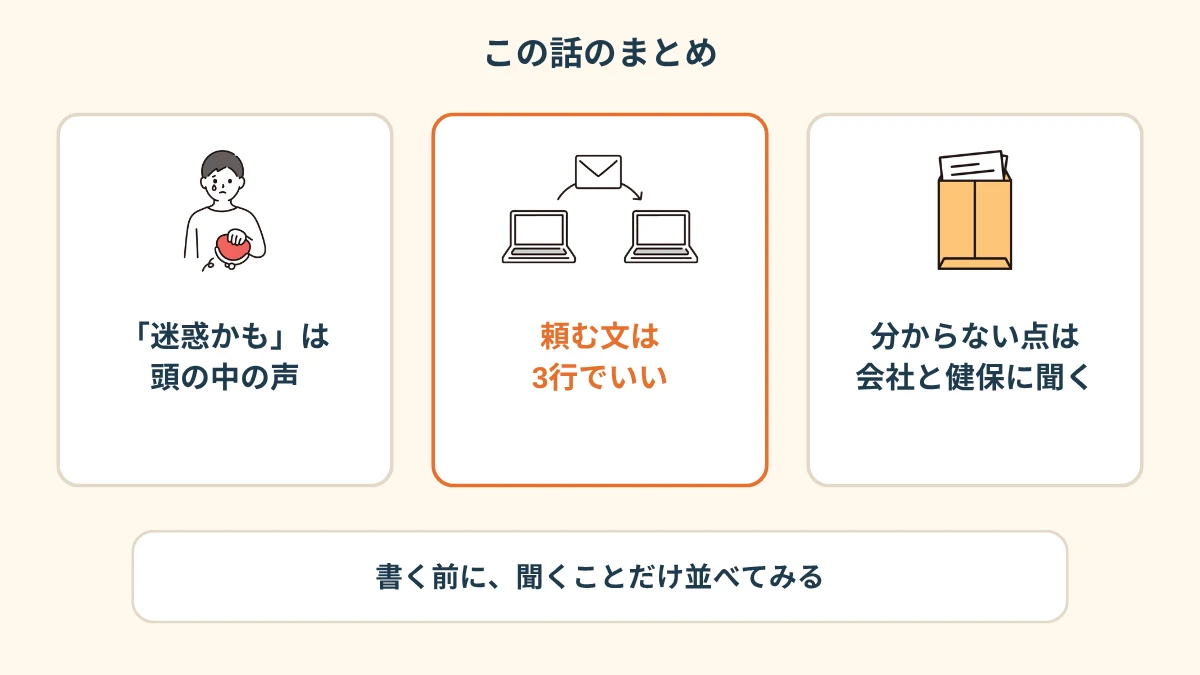 この話のまとめ
「迷惑かも」は
頭の中の声
頼む文は
3行でいい
分からない点は
会社と健保に聞く
書く前に、聞くことだけ並べてみる